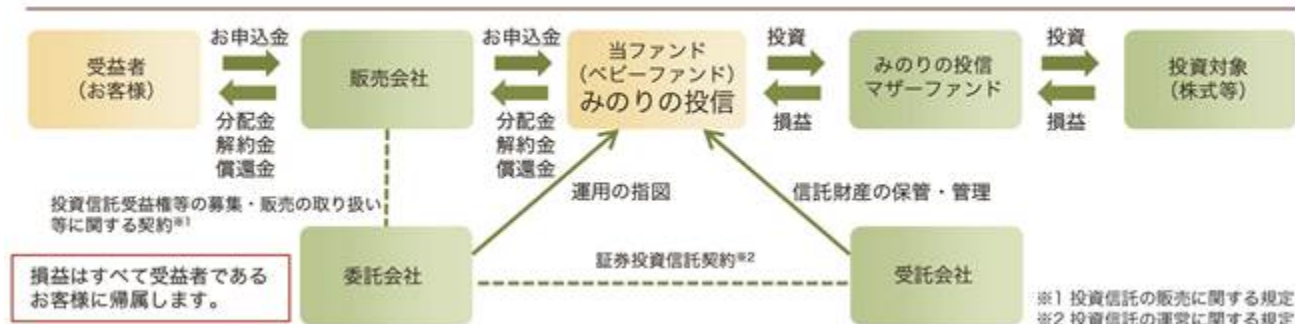 お申込金
お申込金
投資
投資
受益者
（お客様）
販売会社
当ファンド
（ベビーファンド）
みのりの投信
みのりの投信
マザーファンド
投資対象
（株式等）
分配金
解約金
償還金
分配金
解約金
償還金
損益
損益
投資信託受益権等の募集・販売の取り扱い
等に関する契約※1
運用の指図
信託財産の保管・管理
損益はすべて受益者である
お客様に帰属します。
委託会社
証券投資信託契約※2
受託会社
※1 投資信託の販売に関する規定
※2 投資信託の運営に関する規定